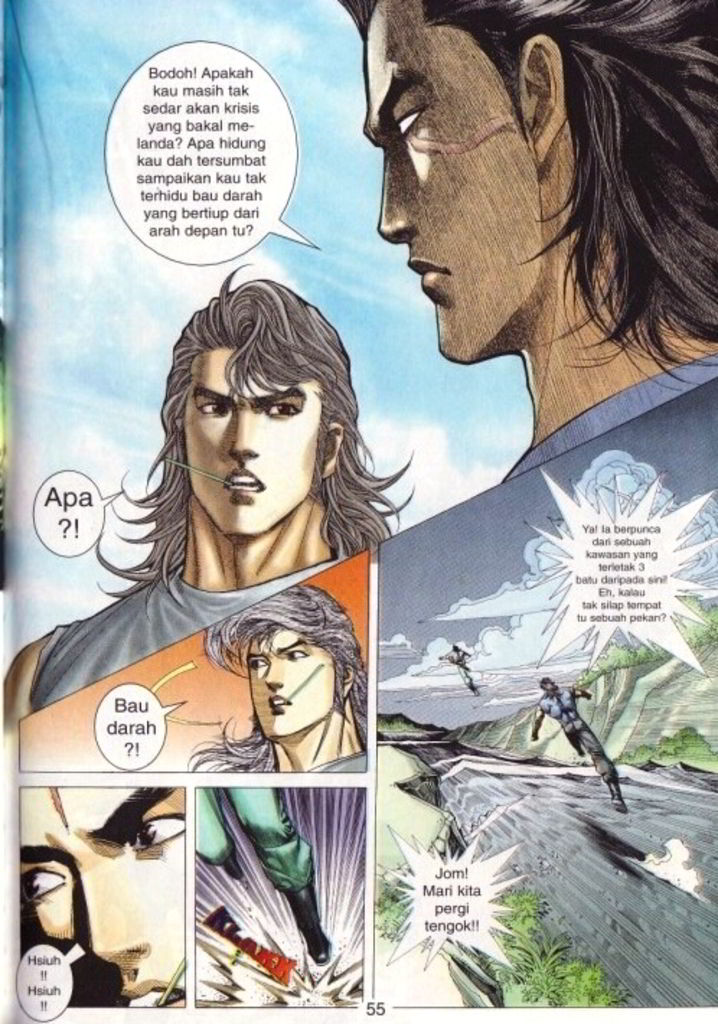 Bodoh! Apakah
kau masih tak
sedar akan krisis
yang bakal me-
landa? Apa hidung
kau dah tersumbat
sampaikan kau tak
terhidu bau darah
yang bertiup dari
arah depan tu?
Apa
?!
Bau
darah
?!
Ya! Ia berpunca
dari sebuah
kawasan yang
terletak 3
batu daripada sini!
Eh, kalau
tak silap tempat
tu sebuah pekan?
Hsiuh
!!
Hsiuh
!!
Jom!
Mari kita
pergi
tengok!!
55